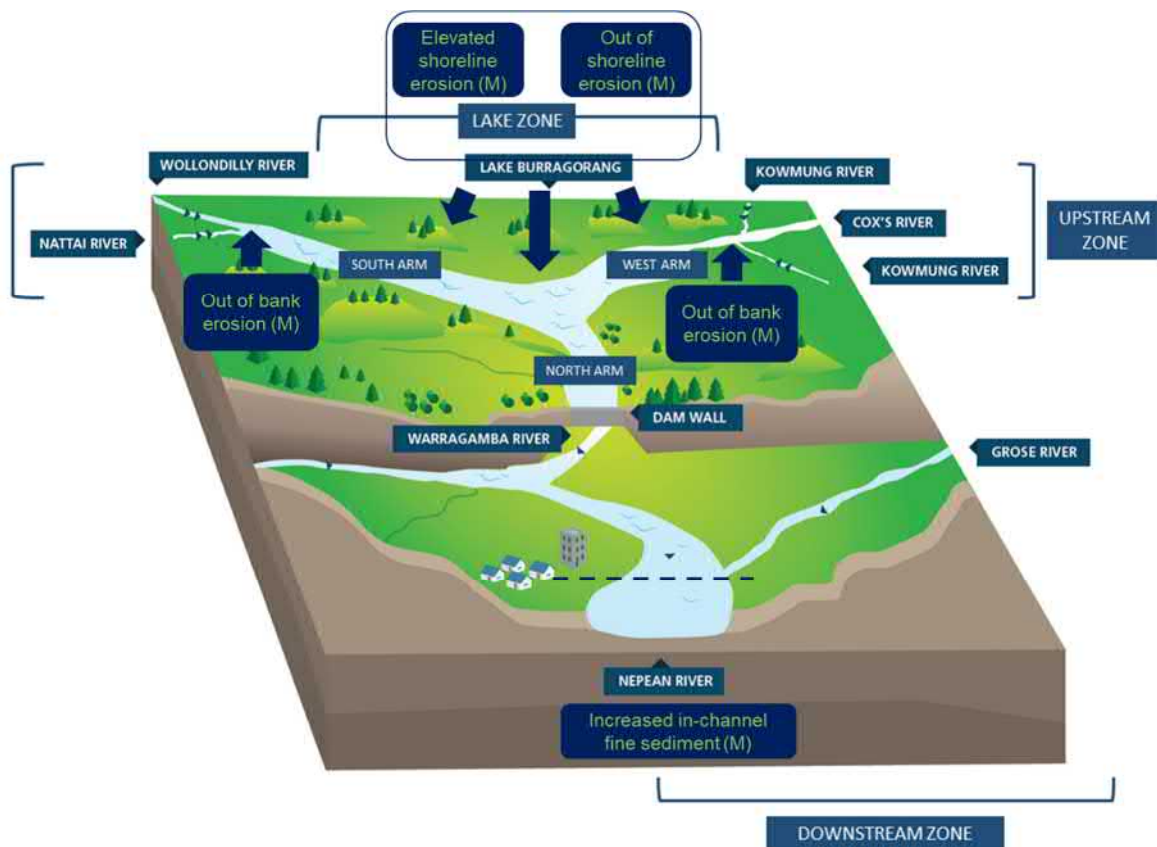 Elevated
shoreline
erosion (M)
Out of
shoreline
erosion (M)
LAKE ZONE
WOLLONDILLY RIVER
LAKE BURRAGORANG
KOWMUNG RIVER
NATTAI RIVER
COX'S RIVER
UPSTREAM
ZONE
SOUTH ARM
WEST ARM
KOWMUNG RIVER
Out of bank
erosion (M)
Out of bank
erosion (M)
NORTH ARM
DAM WALL
WARRAGAMBA RIVER
GROSE RIVER
NEPEAN RIVER
Increased in-channel
fine sediment (M)
DOWNSTREAM ZONE